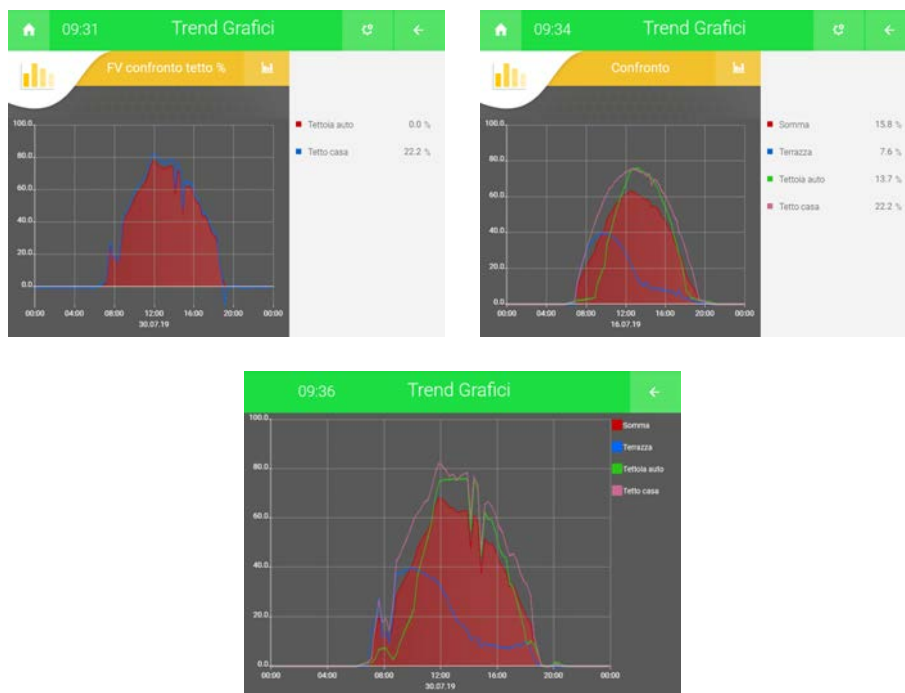 09:31 Trend Grafici
FV confronto tetto %
100.0
80.0
60.0
40.0
20.0
0.0
00:00 04:00 08:00 12:00 16:00 20:00 00:00
30.07.19
Tettoia auto 0.0 %
Tetto casa 22.2 %
09:34 Trend Grafici
Confronto
100.0
80.0
60.0
40.0
20.0
0.0
00:00 04:00 08:00 12:00 16:00 20:00 00:00
16.07.19
Somma 15.8 %
Terrazza 7.6 %
Tettoia auto 13.7 %
Tetto casa 22.2 %
09:36 Trend Grafici
100.0
80.0
60.0
40.0
20.0
0.0
00:00 04:00 08:00 12:00 16:00 20:00 00:00
30.07.19
Somma
Terrazza
Tettoia auto
Tetto casa